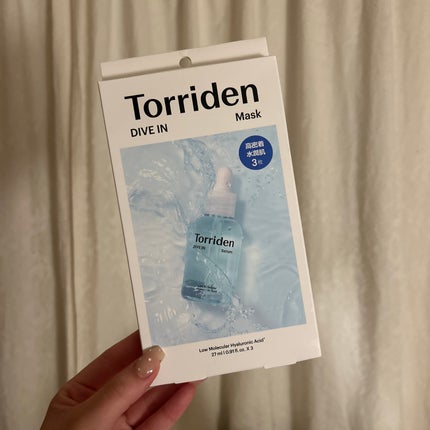 Torriden
DIVE IN
Mask
高密着
水潤肌
3枚
Torriden
DIVE IN
Serum
Low Molecular Hyaluronic Acid*
27 ml / 0.91 fl. oz. X 3